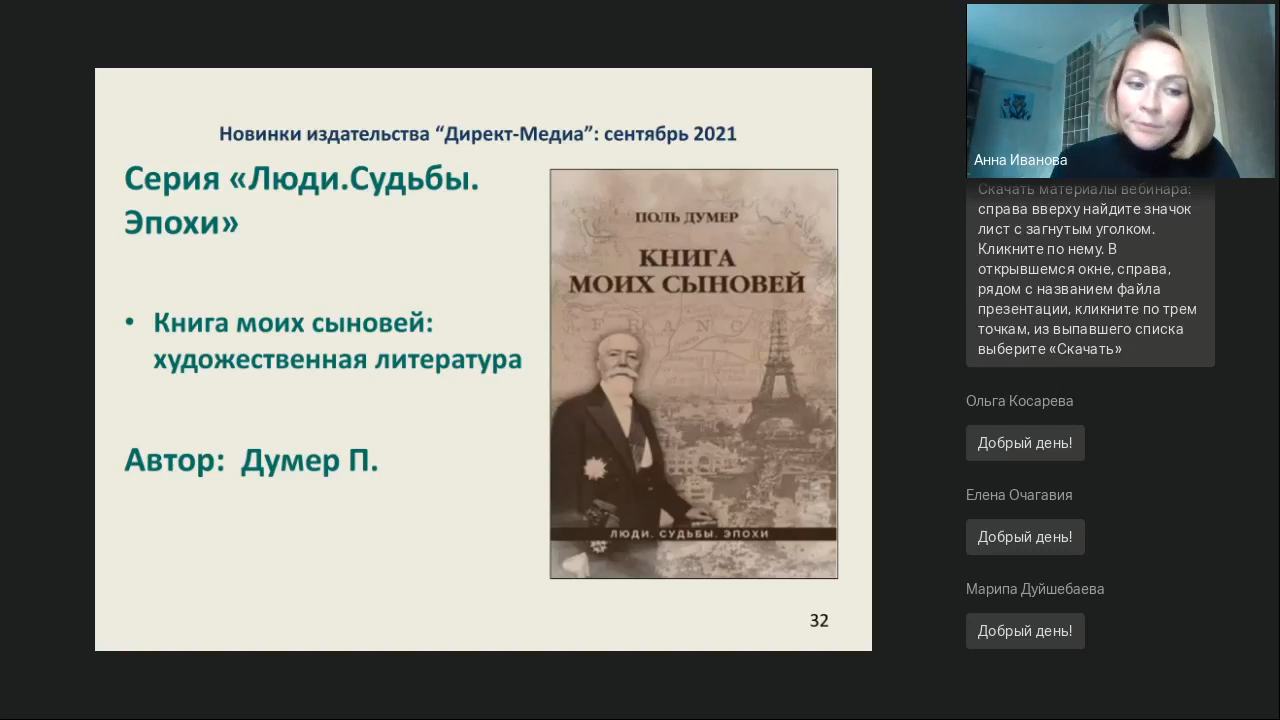 Новинки издательства “Директ-Медиа”: сентябрь 2021
Серия «Люди.Судьбы.
Эпохи»
• Книга моих сыновей:
художественная литература
Автор: Думер П.
ПОЛЬ ДУМЕР
КНИГА
МОИХ СЫНОВЕЙ
FRANC
ЛЮДИ. СУДЬБЫ. ЭПОХИ
32
Анна Иванова
Скачать материалы вебинара:
справа вверху найдите значок
лист с загнутым уголком.
Кликните по нему. В
открывшемся окне, справа,
рядом с названием файла
презентации, кликните по трем
точкам, из выпавшего списка
выберите «Скачать»
Ольга Косарева
Добрый день!
Елена Очагавия
Добрый день!
Марипа Дуйшебаева
Добрый день!